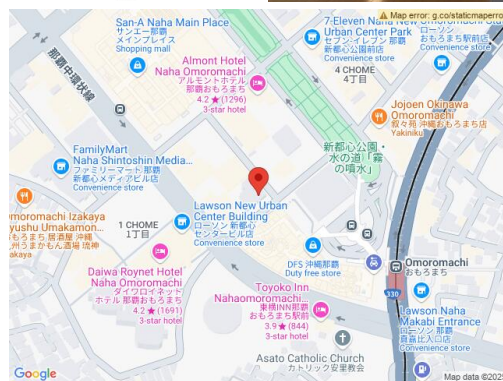 Map error: g.co/staticmaperro
San-A Naha Main Place
サンエー那覇
メインプレイス
Shopping mall
7-Eleven Naha New
Urban Center Park
セブン-イレブン 那覇
新都心公園前店
Convenience store
ローソン
おもろまち駅前店
Convenience store
那覇中環状線
Almont Hotel
Naha Omoromachi
アルモントホテル
那覇おもろまち
4.2★(1296)
3-star hotel
4 CHOME
4丁目
Jojoen Okinawa
Omoromachi
叙々苑 沖縄おもろまち店
Yakiniku
FamilyMart
Naha Shintoshin Media...
ファミリーマート 那覇
新都心メディアビル店
Convenience store
新都心公園・
水の道「霧
の噴水」
Omoromachi Izakaya
yushu Umakamon...
もろまち 居酒屋 沖縄
州うまかもん酒場 琉神
akaya
1 CHOME
1丁目
Lawson New Urban
Center Building
ローソン 新都心
センタービル店
Convenience store
DFS 沖縄那覇
Duty free store
Omoromachi
おもろまち
330
Daiwa Roynet Hotel
Naha Omoromachi
ダイワロイネット
ホテル 那覇おもろまち
4.2★(1691)
3-star hotel
Toyoko Inn
Nahaomoromachi...
東横INN那覇
おもろまち駅前
3.9★(844)
3-star hotel
Lawson Naha
Makabi Entrance
ローソン 那覇
真嘉比入口店
Convenience store
Asato Catholic Church
カトリック安里教会
Google
Map data ©202